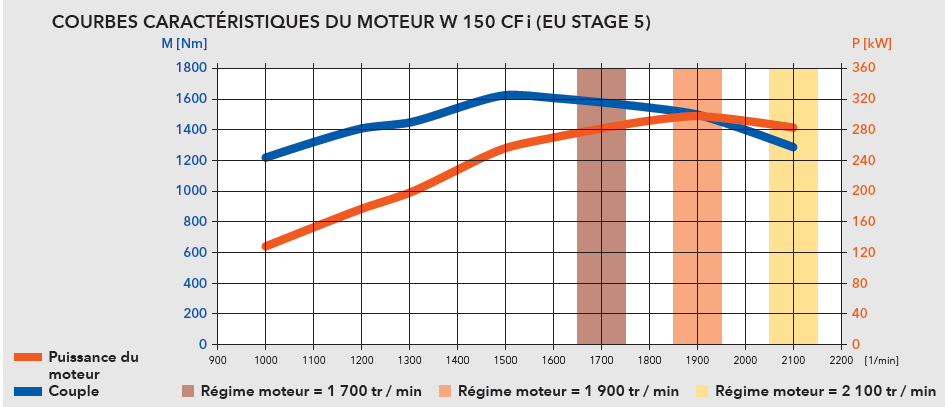 COURBES CARACTÉRISTIQUES DU MOTEUR W 150 CF i (EU STAGE 5)
M [Nm] P [kW]
1800 360
1600 320
1400 280
1200 240
1000 200
800 160
600 120
400 80
200 40
0 0
900 1000 1100 1200 1300 1400 1500 1600 1700 1800 1900 2000 2100 2200 [1/min]
Puissance du
moteur
Couple
Régime moteur = 1 700 tr / min Régime moteur = 1 900 tr / min Régime moteur = 2 100 tr / min